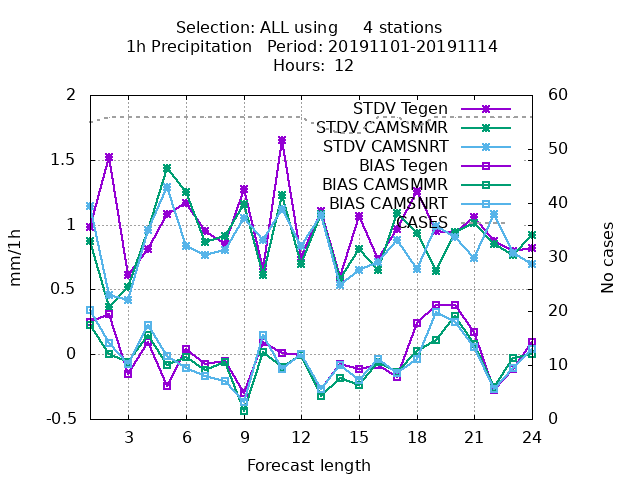 Selection: ALL using     4 stations
1h Precipitation   Period: 20191101-20191114
Hours: 12
2
1.5
1
0.5
0
-0.5
60
50
40
30
20
10
0
mm/1h
No cases
STDV Tegen
STDV CAMSMMR
STDV CAMSNRT
BIAS Tegen
BIAS CAMSMMR
BIAS CAMSNRT
CASES
3 6 9 12 15 18 21 24
Forecast length